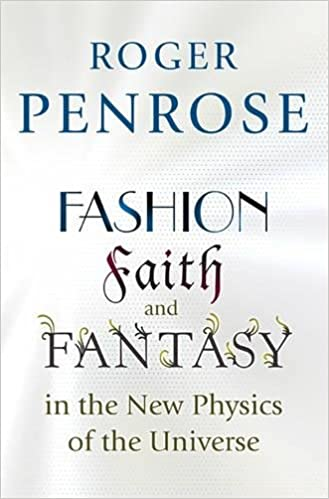 ROGER
PENROSE
FASHION
Faith
and
FANTASY
in the New Physics
of the Universe